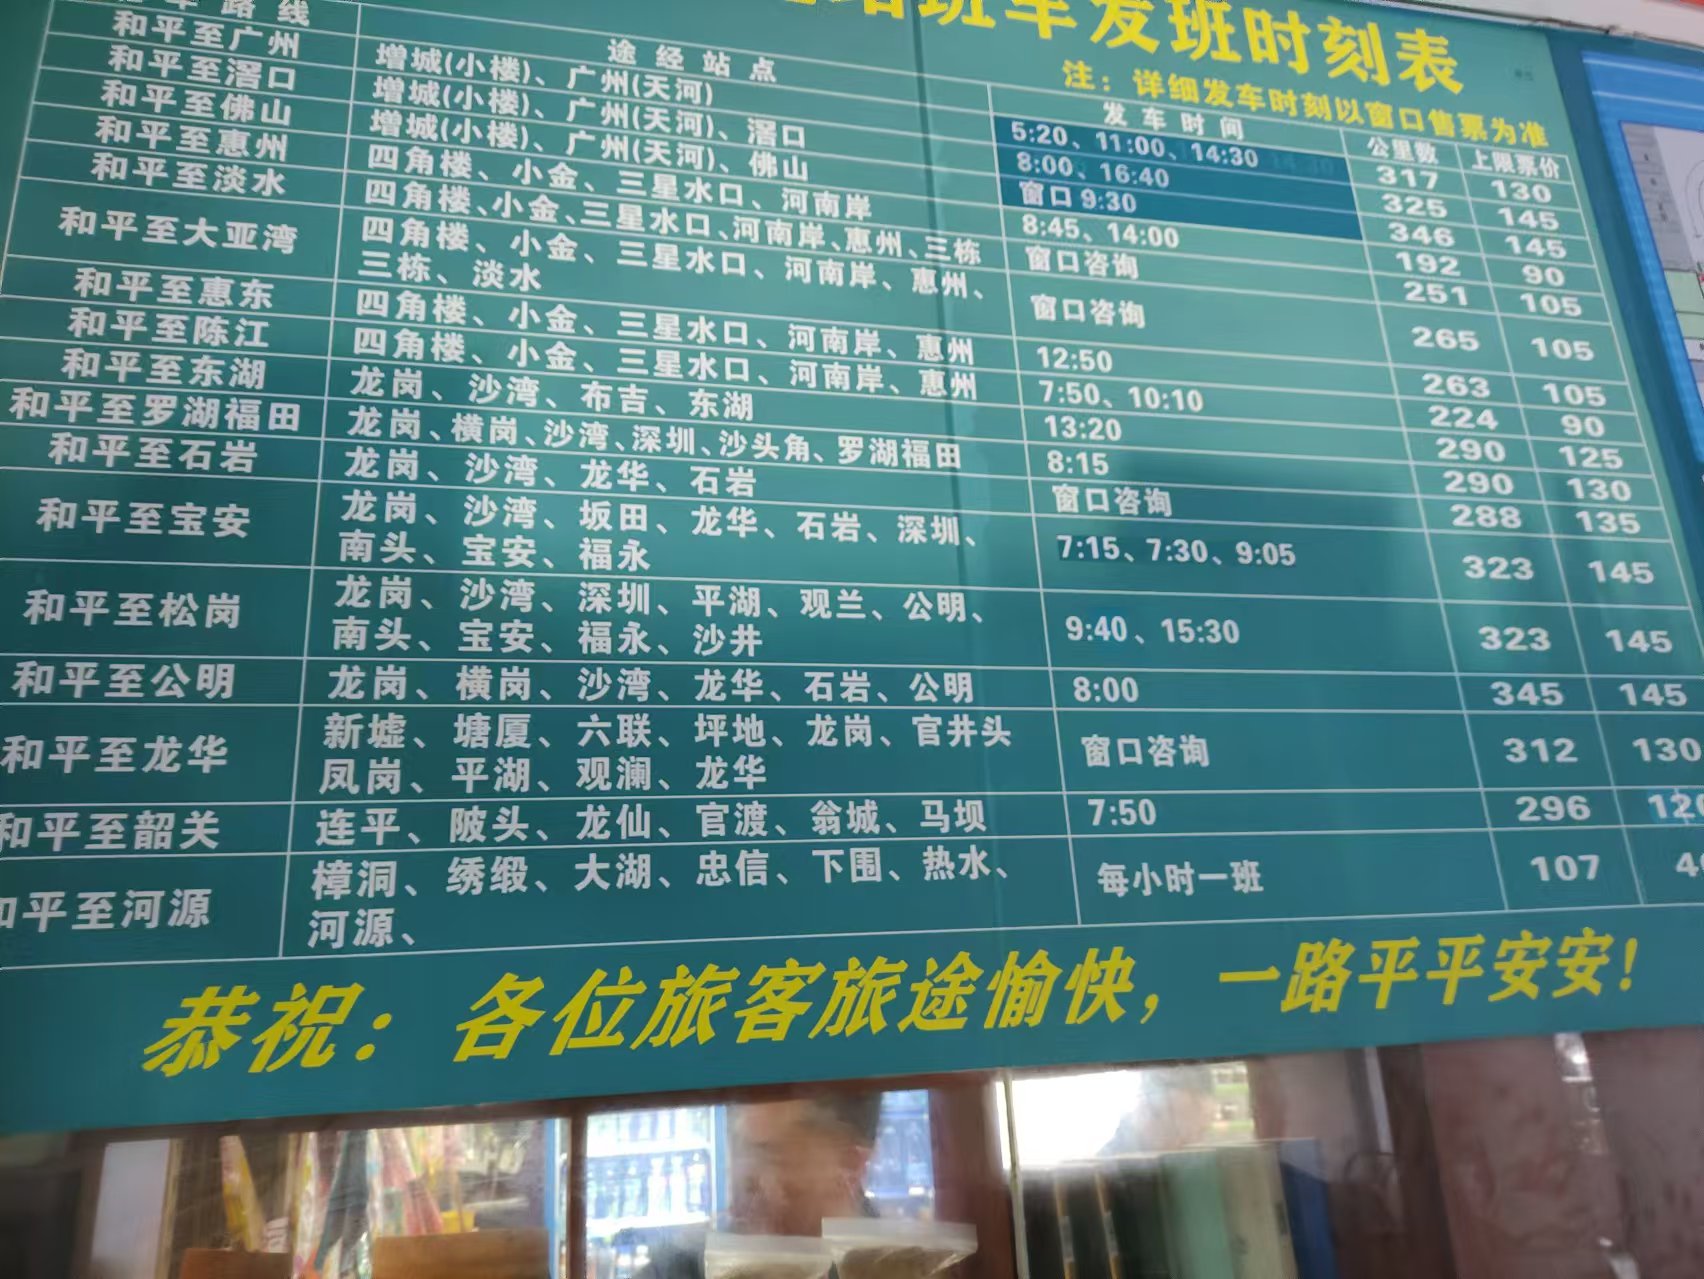 班车发班时刻表
注：详细发车时刻以窗口售票为准
车路线 途经站点 发车时间 公里数 上限票价
和平至广州 增城(小楼)、广州(天河) 5:20、11:00、14:30 317 130
和平至滘口 增城(小楼)、广州(天河)、滘口 8:00、16:40 325 145
和平至佛山 增城(小楼)、广州(天河)、佛山 窗口 9:30 346 145
和平至惠州 四角楼、小金、三星水口、河南岸 8:45、14:00 192 90
和平至淡水 四角楼、小金、三星水口、河南岸、惠州、三栋 窗口咨询 251 105
和平至大亚湾 四角楼、小金、三星水口、河南岸、惠州、
三栋、淡水 窗口咨询 265 105
和平至惠东 四角楼、小金、三星水口、河南岸、惠州 12:50 263 105
和平至陈江 四角楼、小金、三星水口、河南岸、惠州 7:50、10:10 224 90
和平至东湖 龙岗、沙湾、布吉、东湖 13:20 290 125
和平至罗湖福田 龙岗、横岗、沙湾、深圳、沙头角、罗湖福田 8:15 290 130
和平至石岩 龙岗、沙湾、龙华、石岩 窗口咨询 288 135
和平至宝安 龙岗、沙湾、坂田、龙华、石岩、深圳、
南头、宝安、福永 7:15、7:30、9:05 323 145
和平至松岗 龙岗、沙湾、深圳、平湖、观兰、公明、
南头、宝安、福永、沙井 9:40、15:30 323 145
和平至公明 龙岗、横岗、沙湾、龙华、石岩、公明 8:00 345 145
和平至龙华 新墟、塘厦、六联、坪地、龙岗、官井头
凤岗、平湖、观澜、龙华 窗口咨询 312 130
和平至韶关 连平、陂头、龙仙、官渡、翁城、马坝 7:50 296
和平至河源 樟洞、绣缎、大湖、忠信、下围、热水、
河源、 每小时一班 107
恭祝：各位旅客旅途愉快，一路平平安安！